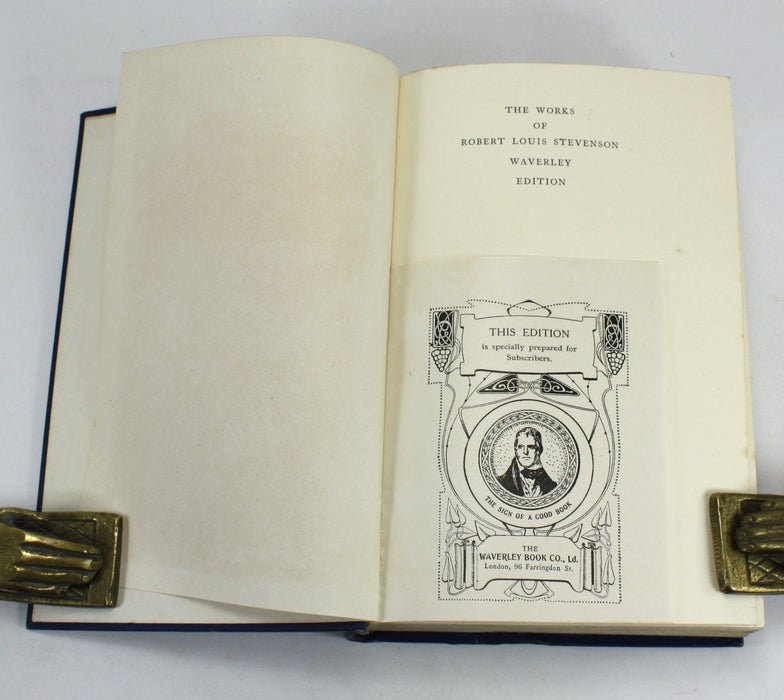 THE WORKS
OF
ROBERT LOUIS STEVENSON
WAVERLEY
EDITION
THIS EDITION
is specially prepared for
Subscribers.
THE SIGN OF A GOOD BOOK
THE
WAVERLEY BOOK CO., Ld.
London, 96 Farringdon St.